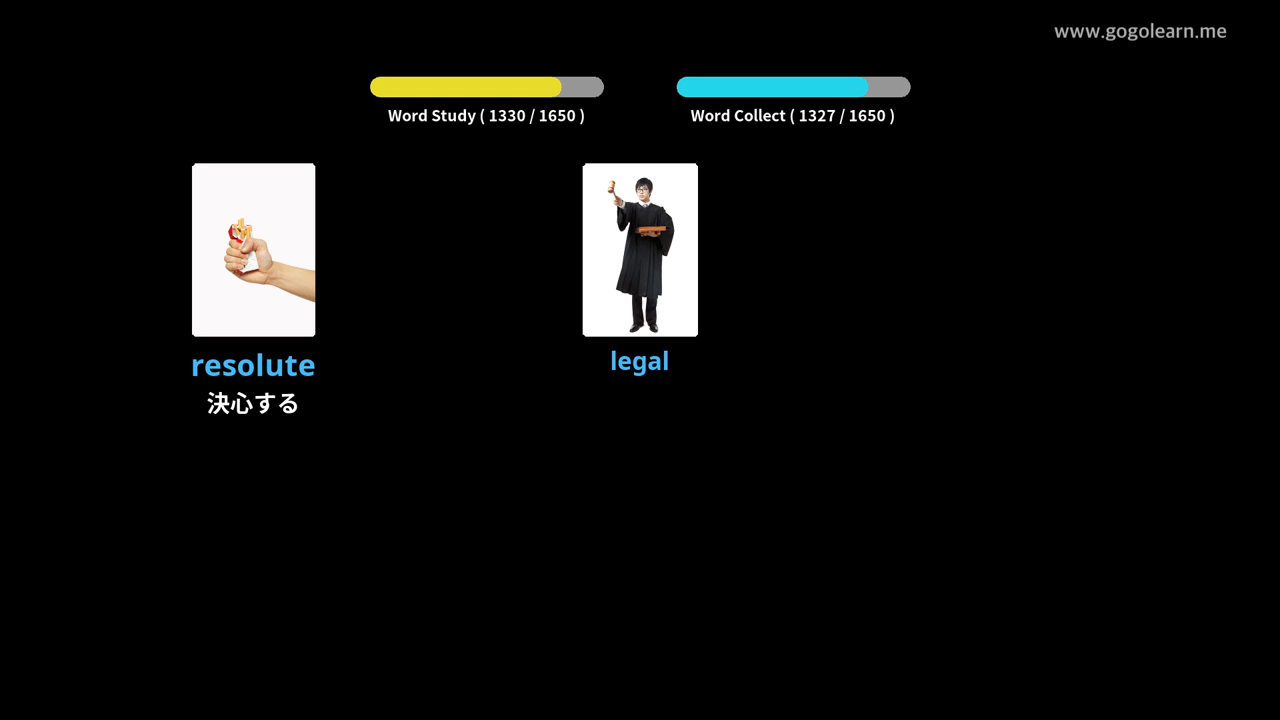 www.gogolearn.me
Word Study ( 1330 / 1650 )
Word Collect ( 1327 / 1650 )
resolute
決心する
legal